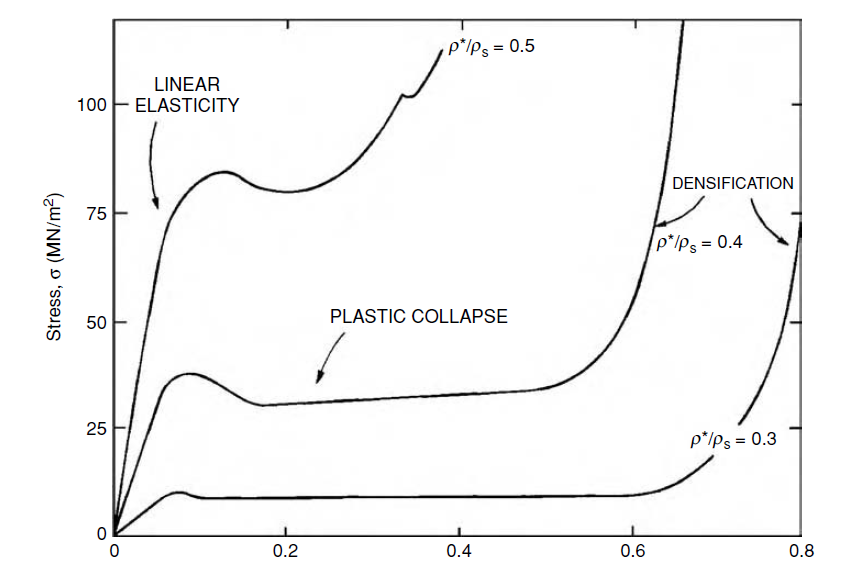 ρ*/ρs = 0.5
LINEAR
ELASTICITY
100
DENSIFICATION
75
ρ*/ρs = 0.4
Stress, σ (MN/m²)
PLASTIC COLLAPSE
50
25
ρ*/ρs = 0.3
0
0
0.2
0.4
0.6
0.8